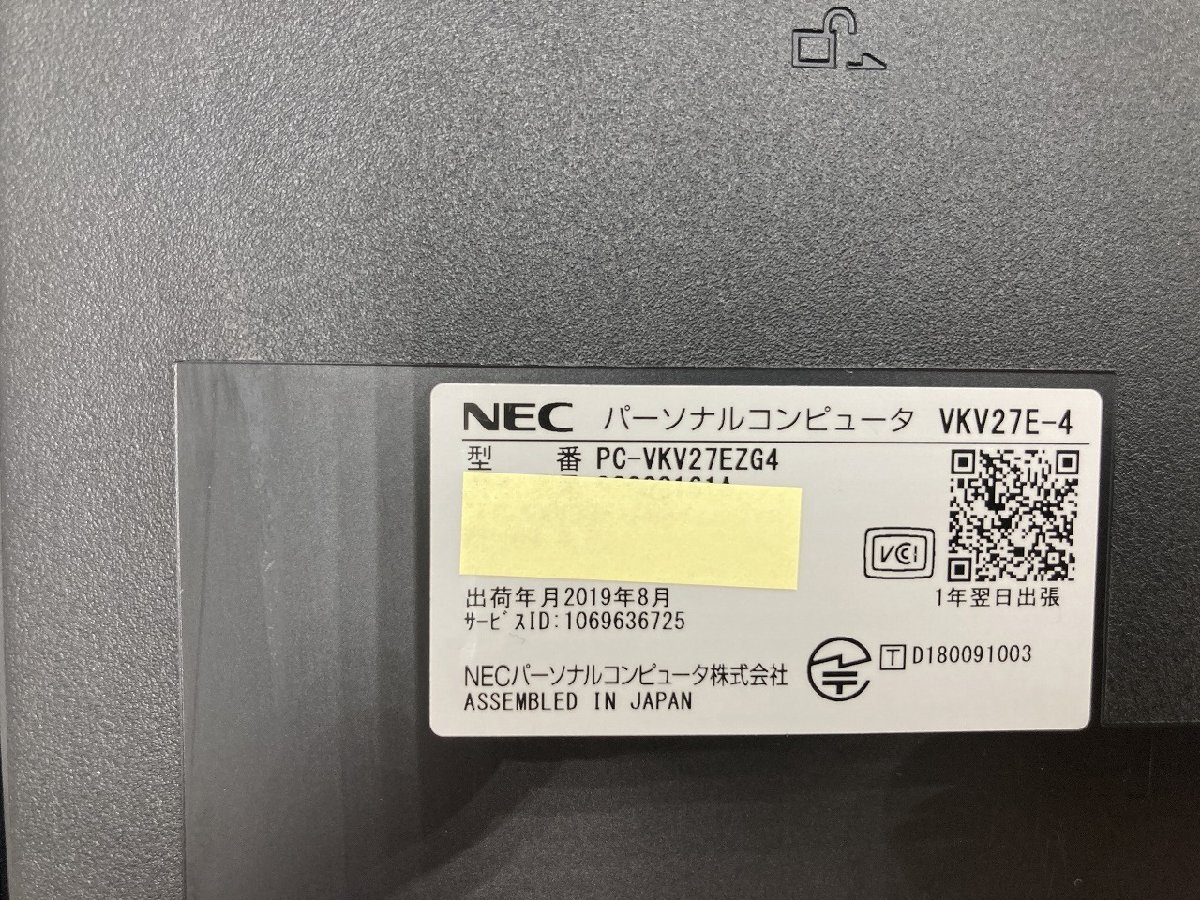 1
NEC パーソナルコンピュータ VKV27E-4
型 番 PC-VKV27EZG4
VCCI
1年翌日出張
出荷年月2019年8月
サービスID:1069636725
T D180091003
NECパーソナルコンピュータ株式会社
ASSEMBLED IN JAPAN